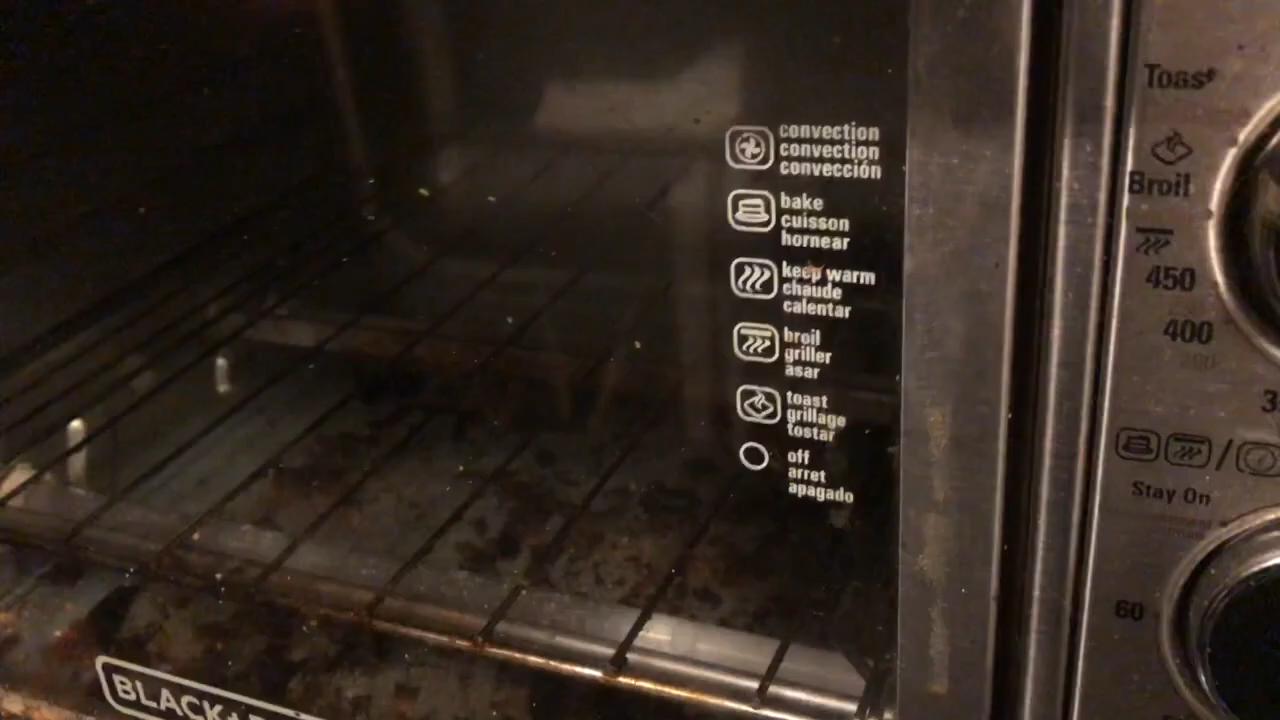 convection
convection
convección
bake
cuisson
hornear
keep warm
chaude
calentar
broil
griller
asar
toast
grillage
tostar
off
arret
apagado
Toast
Broil
450
400
3
/
Stay On
60
BLACK+